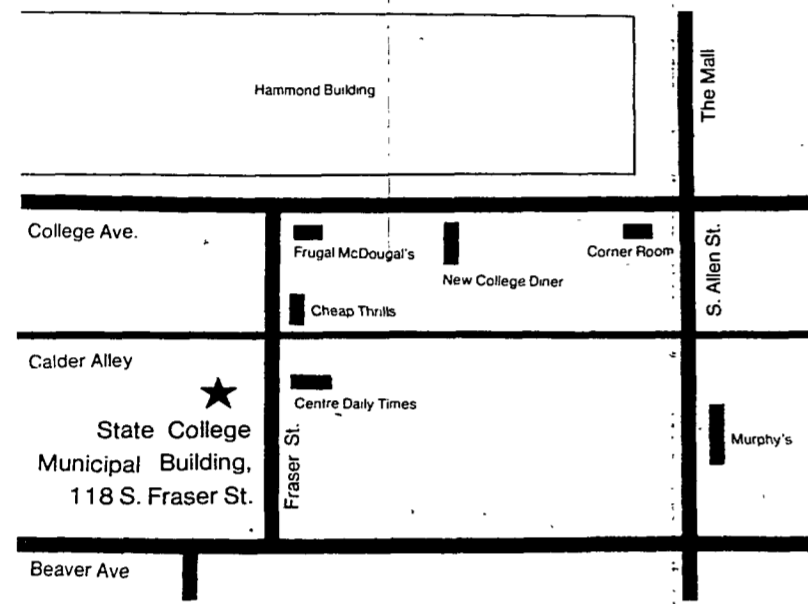 Hammond Building
The Mall
College Ave.
Frugal McDougal's
New College Diner
Corner Room
S. Allen St.
Cheap Thrills
Calder Alley
State College
Municipal Building,
118 S. Fraser St.
Centre Daily Times
Fraser St.
Murphy's
Beaver Ave